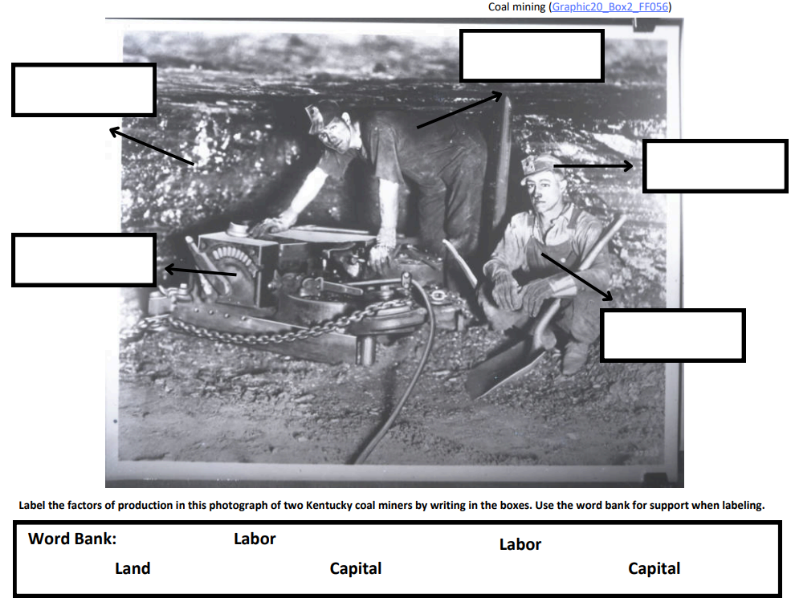 Coal mining (Graphic20_Box2_FF056)
Label the factors of production in this photograph of two Kentucky coal miners by writing in the boxes. Use the word bank for support when labeling.
Word Bank: Labor Labor
Land Capital Capital